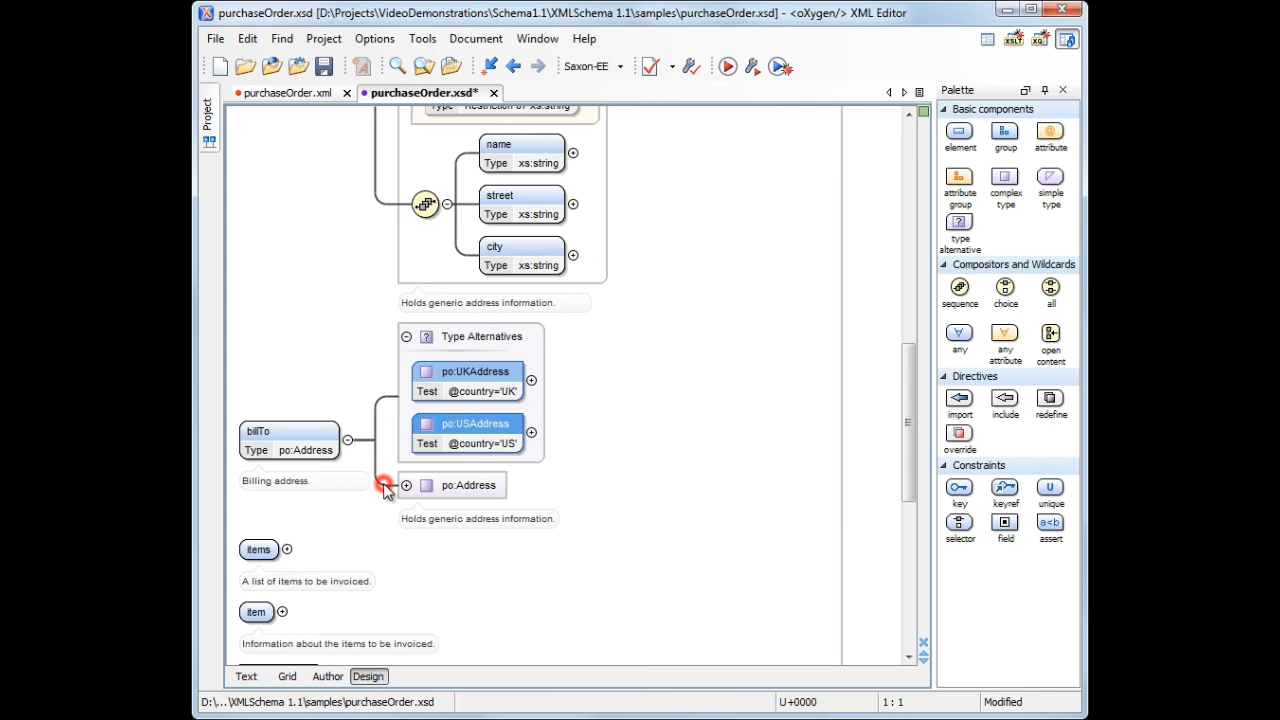 purchaseOrder.xsd [D:\Projects\VideoDemonstrations\Schema1.1\XMLSchema 1.1\samples\purchaseOrder.xsd] - <oXygen/> XML Editor
File Edit Find Project Options Tools Document Window Help
Saxon-EE
Project
purchaseOrder.xml
purchaseOrder.xsd*
Type Restriction of xs:string
name
Type xs:string
street
Type xs:string
city
Type xs:string
Holds generic address information.
? Type Alternatives
po:UKAddress
Test @country='UK'
po:USAddress
Test @country='US'
billTo
Type po:Address
Billing address.
po:Address
Holds generic address information.
items
A list of items to be invoiced.
item
Information about the items to be invoiced.
Text Grid Author Design
D:\...\XMLSchema 1.1\samples\purchaseOrder.xsd
U+0000
1 : 1
Modified
Palette
Basic components
element group attribute
attribute group
complex type
simple type
type alternative
Compositors and Wildcards
sequence choice all
any
any attribute
open content
Directives
import include redefine
override
Constraints
key keyref unique
selector field assert